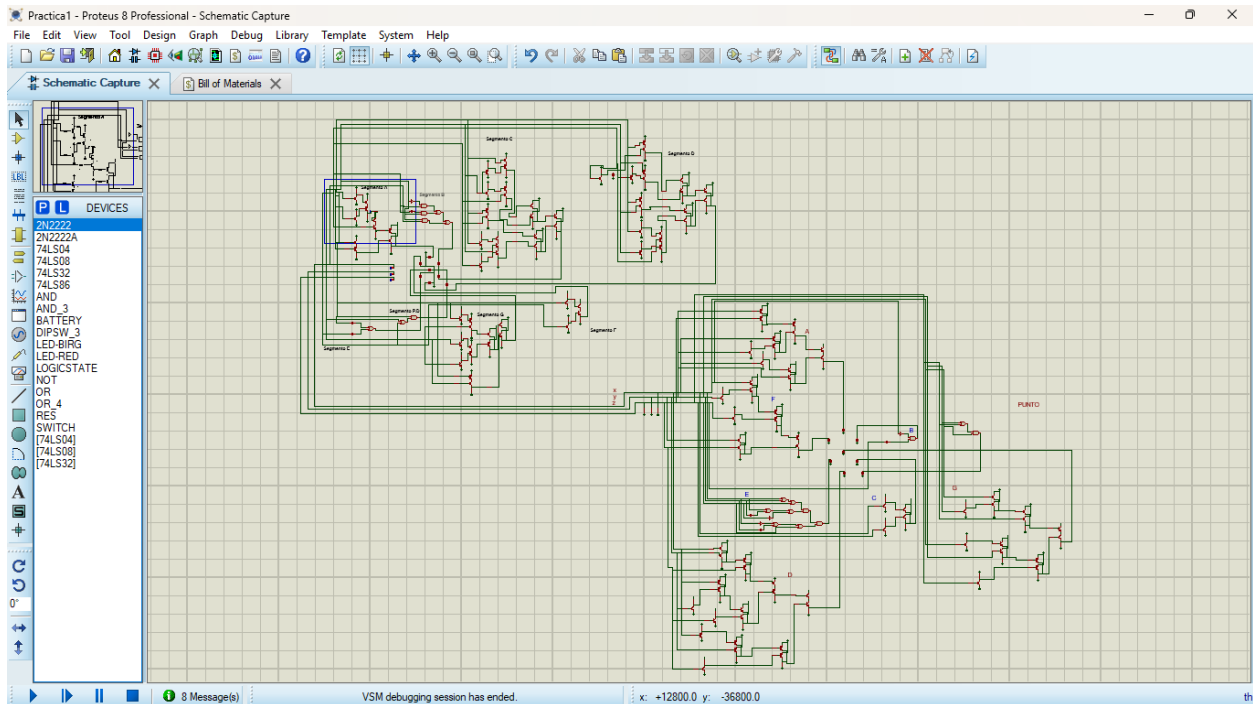 Practica1 - Proteus 8 Professional - Schematic Capture
File Edit View Tool Design Graph Debug Library Template System Help
Schematic Capture
Bill of Materials
P L DEVICES
2N2222
2N2222A
74LS04
74LS08
74LS32
74LS86
AND
AND_3
BATTERY
DIPSW_3
LED-BIRG
LED-RED
LOGICSTATE
NOT
OR
OR_4
RES
SWITCH
[74LS04]
[74LS08]
[74LS32]
0°
Segmento A
Segmento C
Segmento D
Segmento G
Segmento F
Segmento E
A
F
B
PUNTO
E
C
G
D
8 Message(s)
VSM debugging session has ended.
x: +12800.0 y: -36800.0
th